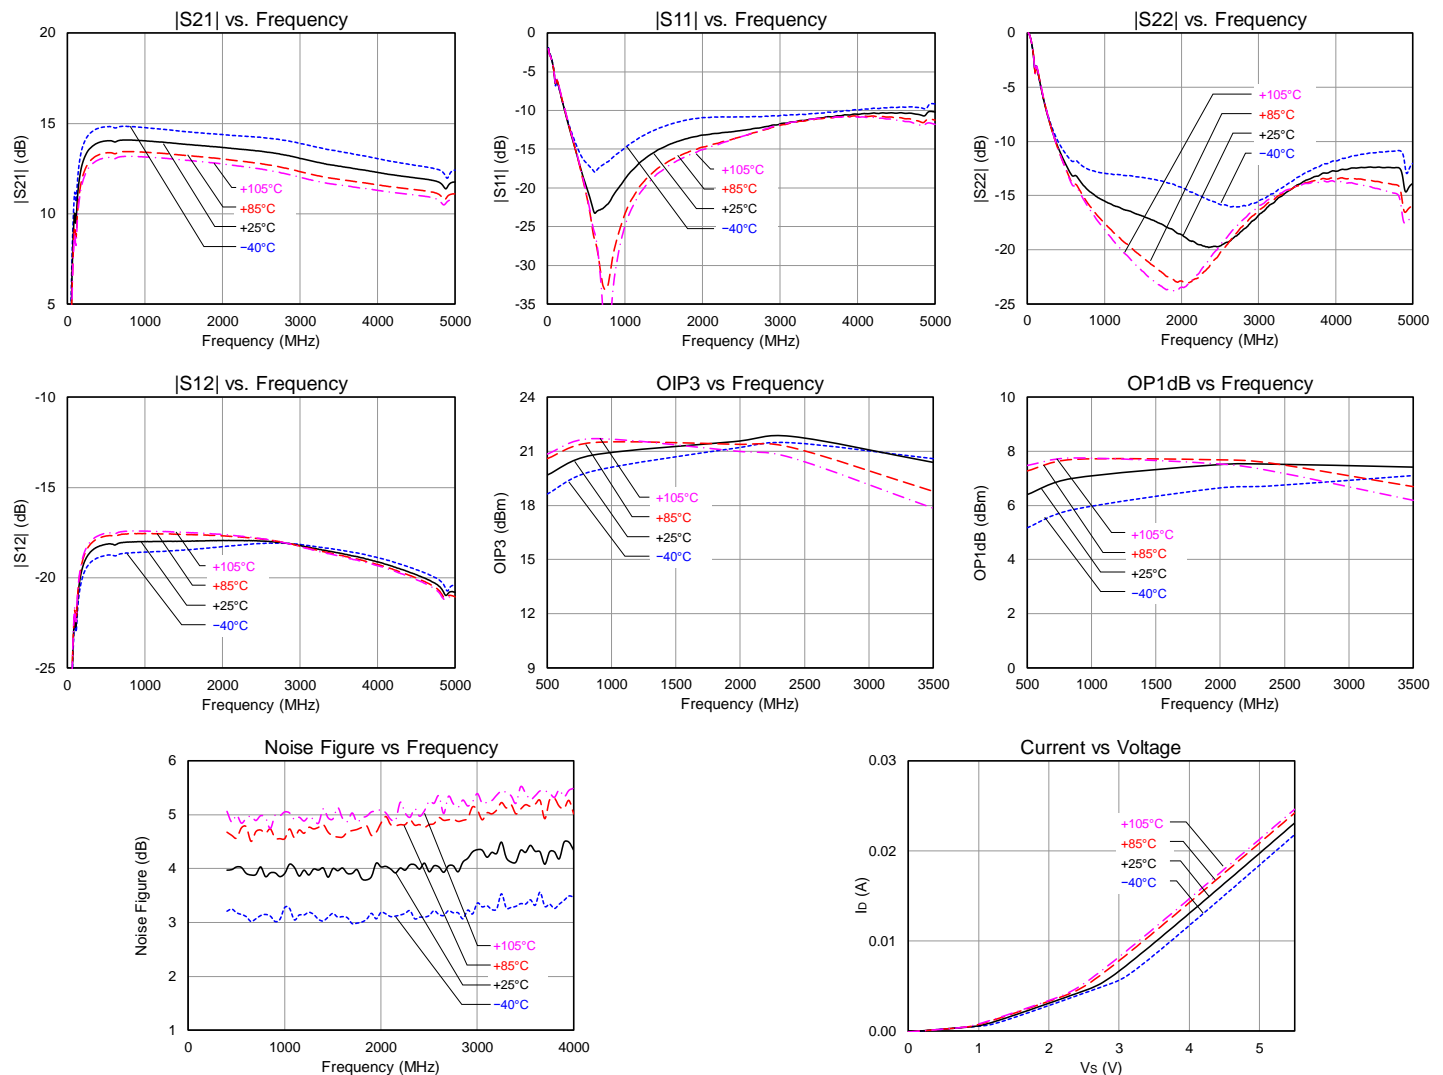 |S21| vs. Frequency
|S21| (dB)
20
15
10
5
0
1000
2000
3000
4000
5000
Frequency (MHz)
+105°C
+85°C
+25°C
−40°C
|S11| vs. Frequency
|S11| (dB)
0
-5
-10
-15
-20
-25
-30
-35
0
1000
2000
3000
4000
5000
Frequency (MHz)
+105°C
+85°C
+25°C
−40°C
|S22| vs. Frequency
|S22| (dB)
0
-5
-10
-15
-20
-25
0
1000
2000
3000
4000
5000
Frequency (MHz)
+105°C
+85°C
+25°C
−40°C
|S12| vs. Frequency
|S12| (dB)
-10
-15
-20
-25
0
1000
2000
3000
4000
5000
Frequency (MHz)
+105°C
+85°C
+25°C
−40°C
OIP3 vs Frequency
OIP3 (dBm)
24
21
18
15
12
9
500
1000
1500
2000
2500
3000
3500
Frequency (MHz)
+105°C
+85°C
+25°C
−40°C
OP1dB vs Frequency
OP1dB (dBm)
10
8
6
4
2
0
500
1000
1500
2000
2500
3000
3500
Frequency (MHz)
+105°C
+85°C
+25°C
−40°C
Noise Figure vs Frequency
Noise Figure (dB)
6
5
4
3
2
1
0
1000
2000
3000
4000
Frequency (MHz)
+105°C
+85°C
+25°C
−40°C
Current vs Voltage
ID (A)
0.03
0.02
0.01
0.00
0
1
2
3
4
5
VS (V)
+105°C
+85°C
+25°C
−40°C